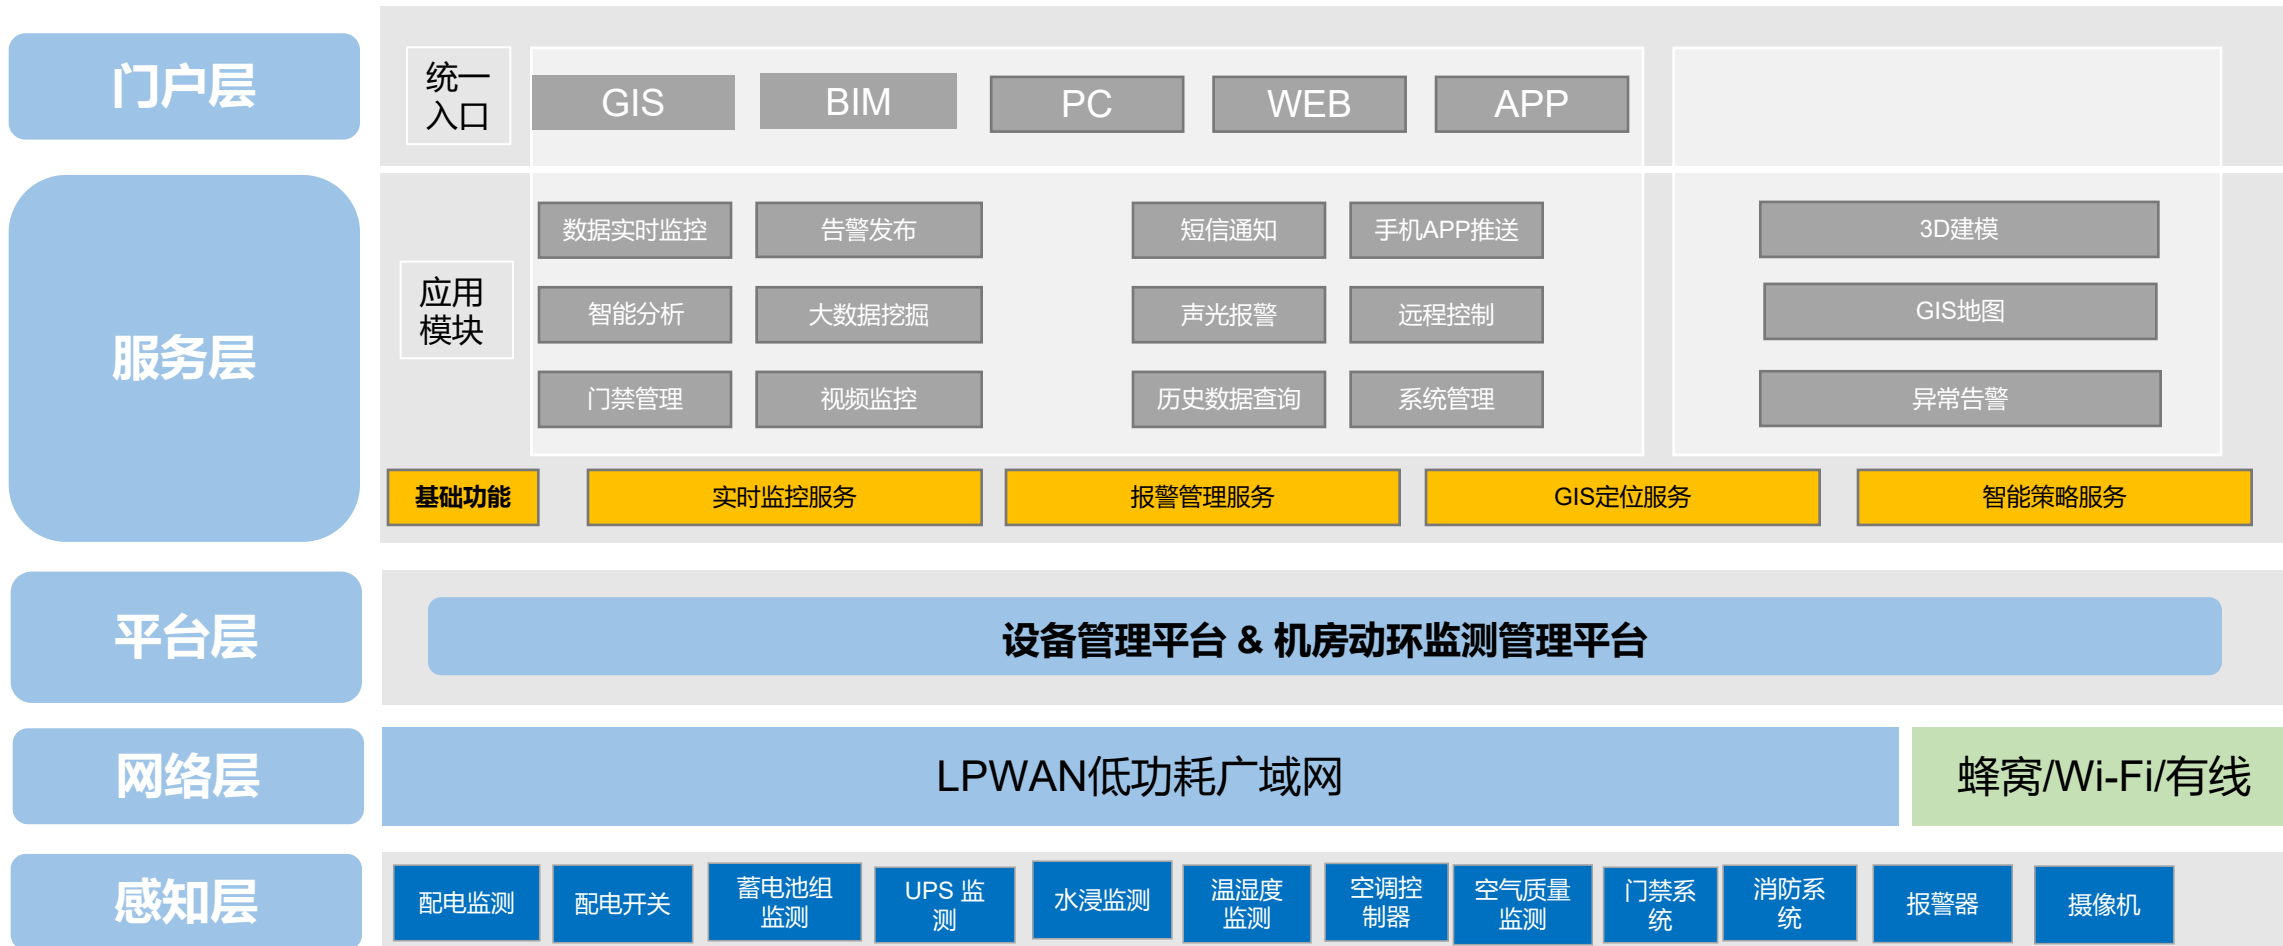 门户层
统一
入口
GIS
BIM
PC
WEB
APP
服务层
应用
模块
数据实时监控
告警发布
短信通知
手机APP推送
3D建模
智能分析
大数据挖掘
声光报警
远程控制
GIS地图
门禁管理
视频监控
历史数据查询
系统管理
异常告警
基础功能
实时监控服务
报警管理服务
GIS定位服务
智能策略服务
平台层
设备管理平台 & 机房动环监测管理平台
网络层
LPWAN低功耗广域网
蜂窝/Wi-Fi/有线
感知层
配电监测
配电开关
蓄电池组
监测
UPS 监
测
水浸监测
温湿度
监测
空调控
制器
空气质量
监测
门禁系
统
消防系
统
报警器
摄像机